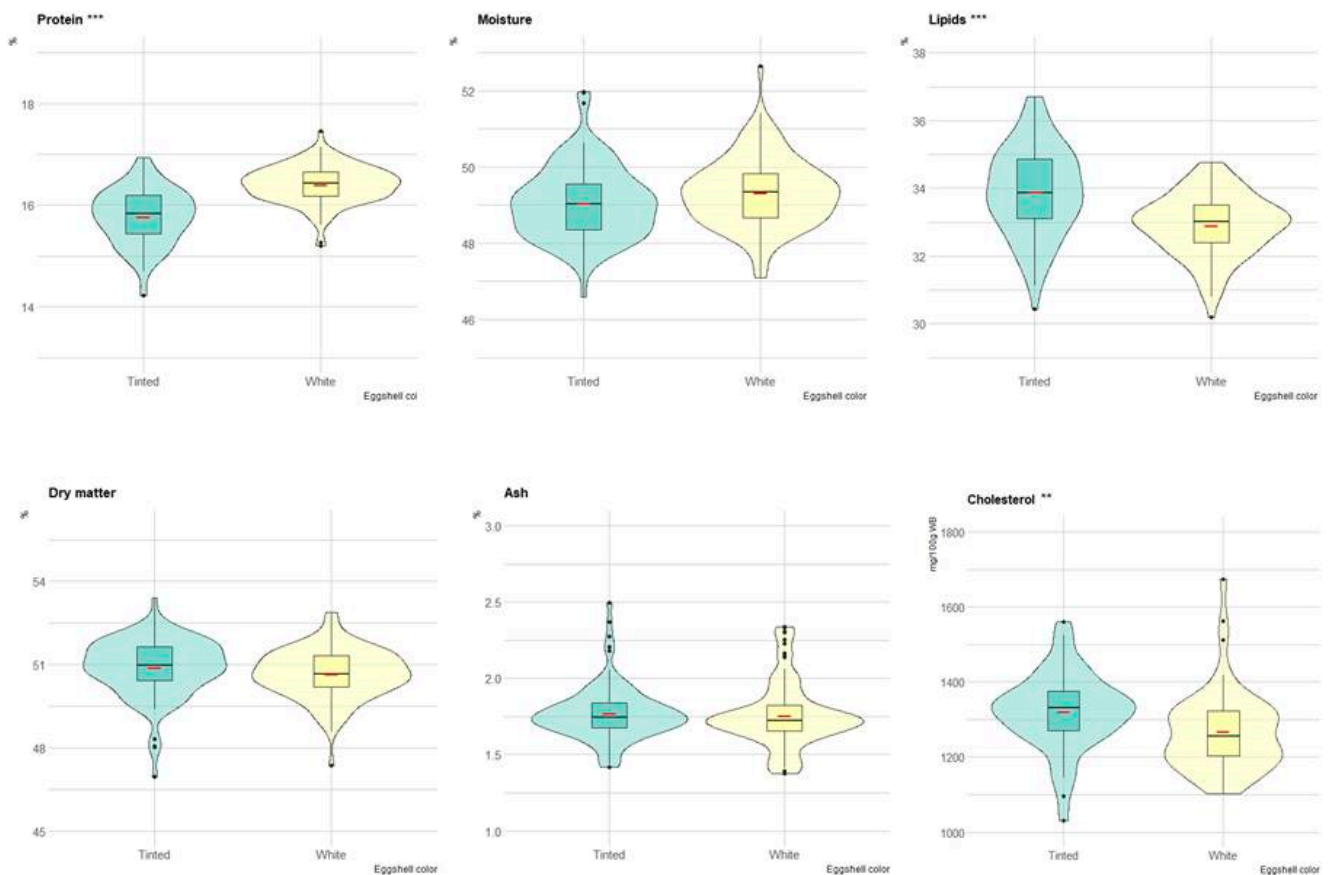 Protein ***
%
18
16
14
Tinted
White
Eggshell col
Moisture
%
52
50
48
46
Tinted
White
Eggshell color
Lipids ***
%
38
36
34
32
30
Tinted
White
Eggshell color
Dry matter
%
54
51
48
45
Tinted
White
Eggshell color
Ash
%
3.0
2.5
2.0
1.5
1.0
Tinted
White
Eggshell color
Cholesterol **
mg/100g WB
1800
1600
1400
1200
1000
Tinted
White
Eggshell color